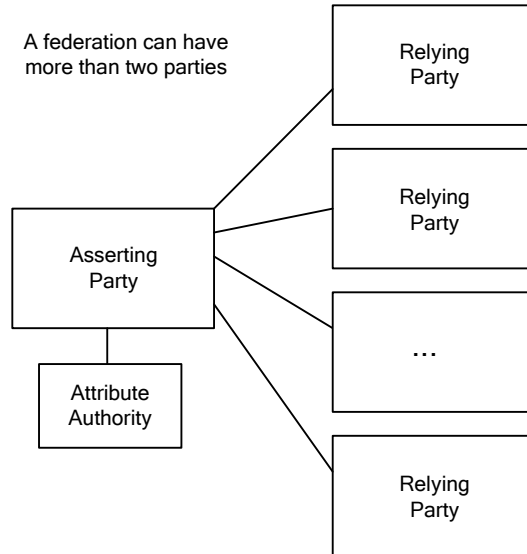 A federation can have
more than two parties
Relying
Party
Relying
Party
Asserting
Party
...
Attribute
Authority
Relying
Party